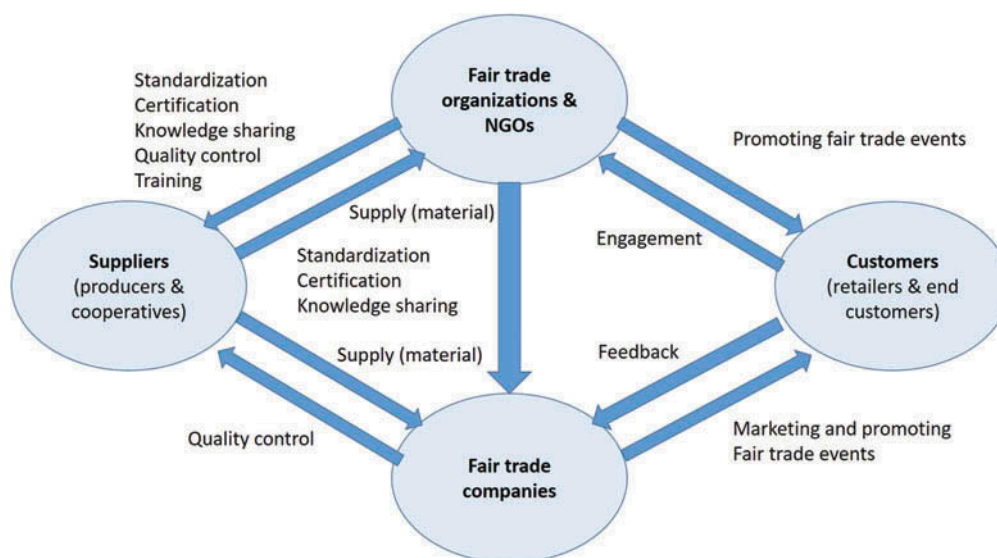 Standardization
Certification
Knowledge sharing
Quality control
Training
Fair trade
organizations &
NGOs
Promoting fair trade events
Supply (material)
Engagement
Suppliers
(producers &
cooperatives)
Standardization
Certification
Knowledge sharing
Customers
(retailers & end
customers)
Supply (material)
Feedback
Quality control
Marketing and promoting
Fair trade events
Fair trade
companies